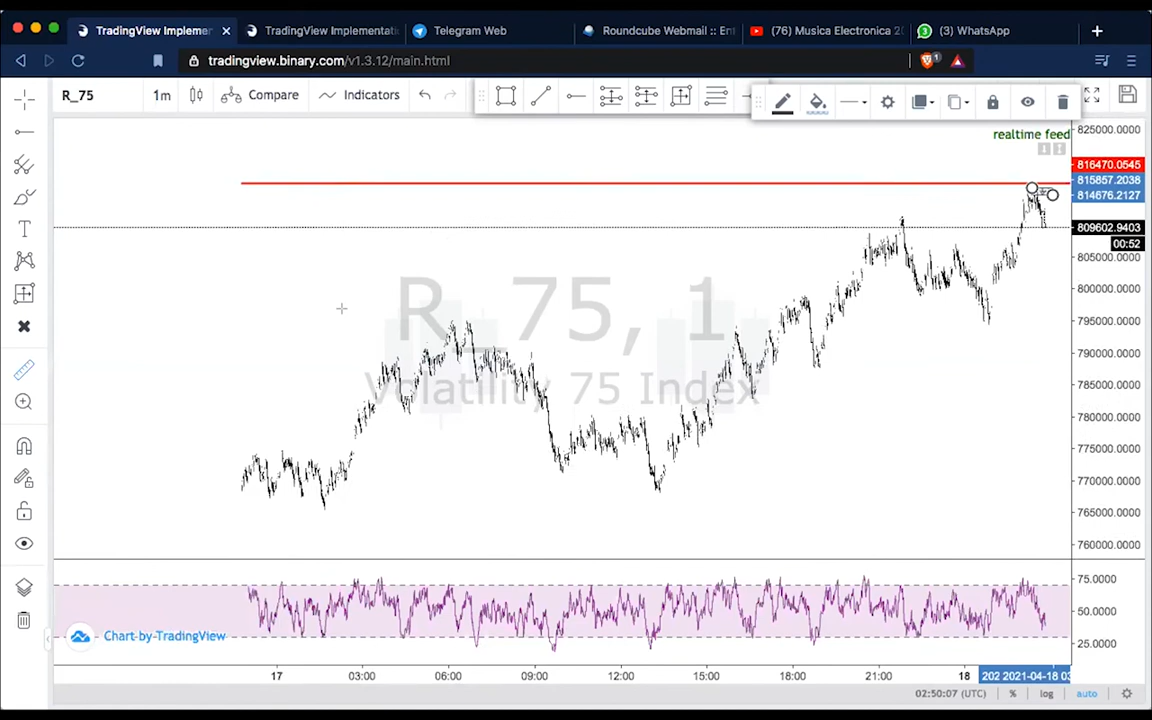 TradingView Implemen
TradingView Implementati
Telegram Web
Roundcube Webmail :: Ent
(76) Musica Electronica 20
(3) WhatsApp
tradingview.binary.com/v1.3.12/main.html
1
R_75
1m
Compare
Indicators
realtime feed
825000.0000
816470.0545
815857.2038
814676.2127
809602.9403
00:52
805000.0000
800000.0000
795000.0000
790000.0000
785000.0000
780000.0000
775000.0000
770000.0000
765000.0000
760000.0000
R_75, 1
Volatility 75 Index
75.0000
50.0000
25.0000
Chart by TradingView
17
03:00
06:00
09:00
12:00
15:00
18:00
21:00
18
2021-04-18
02:50:07 (UTC)
%
log
auto